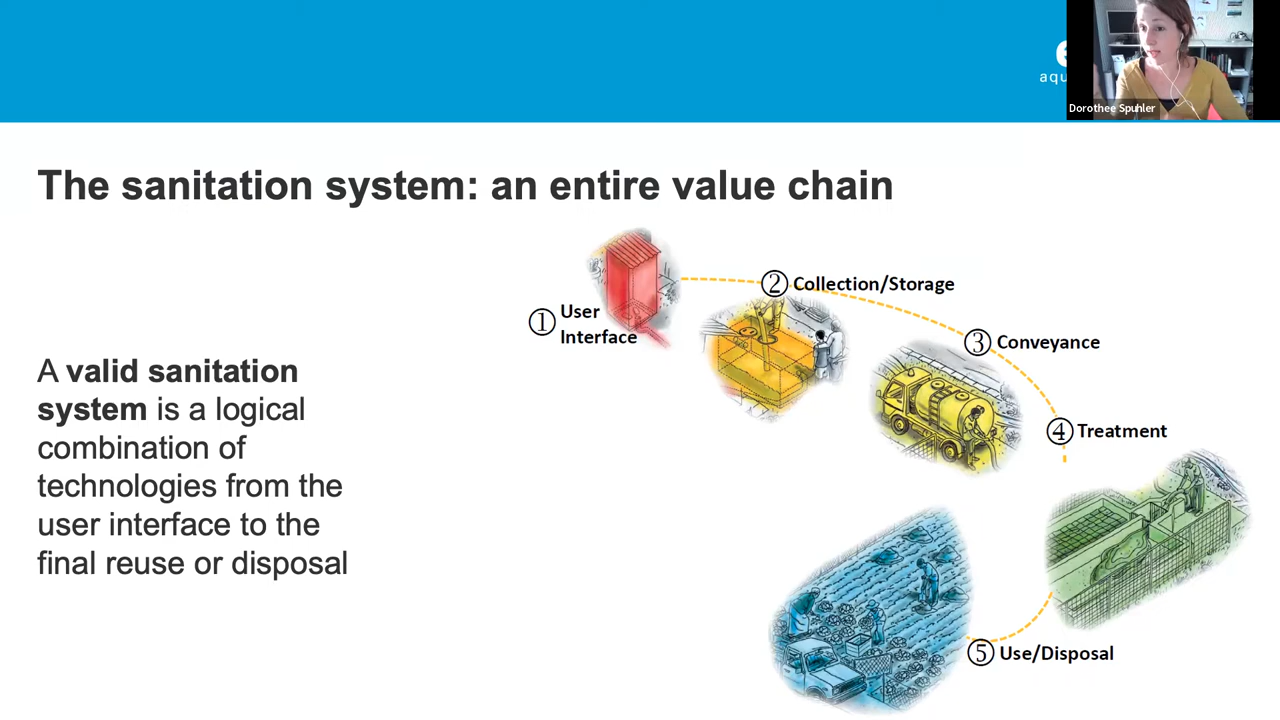 aqu
Dorothee Spuhler
The sanitation system: an entire value chain
A valid sanitation
system is a logical
combination of
technologies from the
user interface to the
final reuse or disposal
① User
Interface
② Collection/Storage
③ Conveyance
④ Treatment
⑤ Use/Disposal